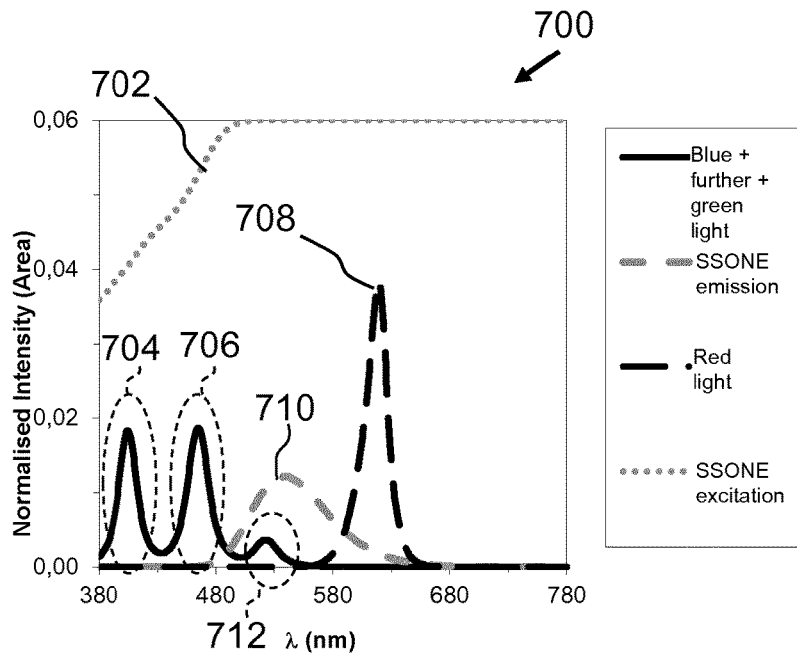 700
702
0,06
708
0,04
704
706
710
0,02
0,00
380
480
580
680
780
712
λ (nm)
Normalised Intensity (Area)
Blue +
further +
green
light
SSONE
emission
Red
light
SSONE
excitation